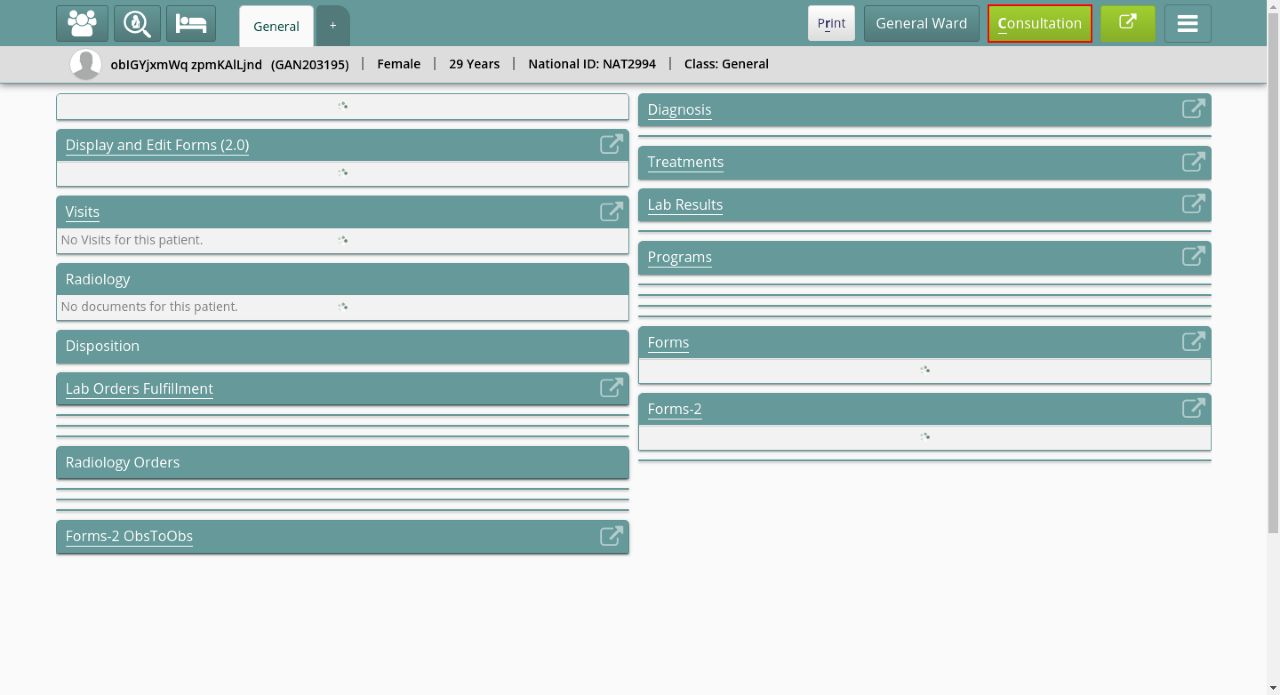 General
+
Print
General Ward
Consultation
obIGYjxmWq zpmKAlLjnd (GAN203195) | Female | 29 Years | National ID: NAT2994 | Class: General
Display and Edit Forms (2.0)
Visits
No Visits for this patient.
Radiology
No documents for this patient.
Disposition
Lab Orders Fulfillment
Radiology Orders
Forms-2 ObsToObs
Diagnosis
Treatments
Lab Results
Programs
Forms
Forms-2